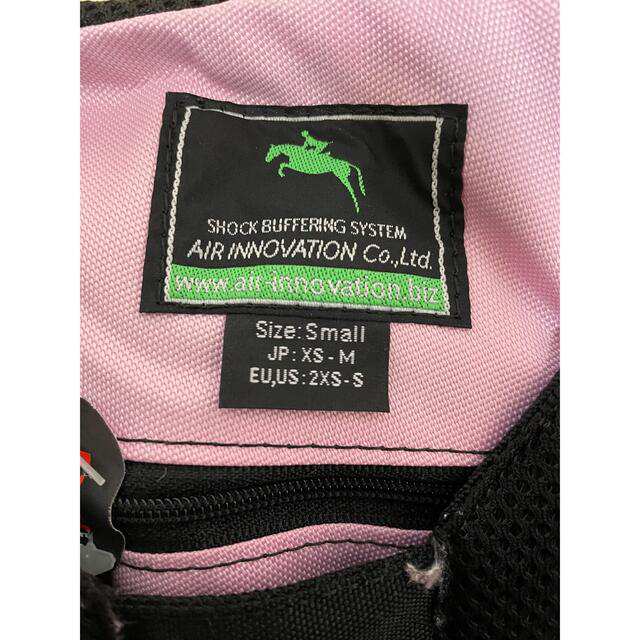 SHOCK BUFFERING SYSTEM
AIR INNOVATION Co.,Ltd.
www.air-innovation.biz
Size: Small
JP: XS - M
EU,US: 2XS-S